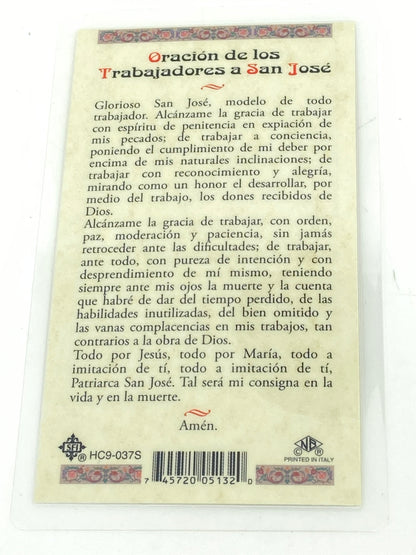 Oración de los
Trabajadores a San José
Glorioso San José, modelo de todo
trabajador. Alcánzame la gracia de trabajar
con espíritu de penitencia en expiación de
mis pecados; de trabajar a conciencia,
poniendo el cumplimiento de mi deber por
encima de mis naturales inclinaciones; de
trabajar con reconocimiento y alegría,
mirando como un honor el desarrollar, por
medio del trabajo, los dones recibidos de
Dios.
Alcánzame la gracia de trabajar, con orden,
paz, moderación y paciencia, sin jamás
retroceder ante las dificultades; de trabajar,
ante todo, con pureza de intención y con
desprendimiento de mí mismo, teniendo
siempre ante mis ojos la muerte y la cuenta
que habré de dar del tiempo perdido, de las
habilidades inutilizadas, del bien omitido y
las vanas complacencias en mis trabajos, tan
contrarios a la obra de Dios.
Todo por Jesús, todo por María, todo a
imitación de tí, todo a imitación de tí,
Patriarca San José. Tal será mi consigna en la
vida y en la muerte.
Amén.
SFI ® HC9-037S
© NB ®
PRINTED IN ITALY
7 45720 05132 0